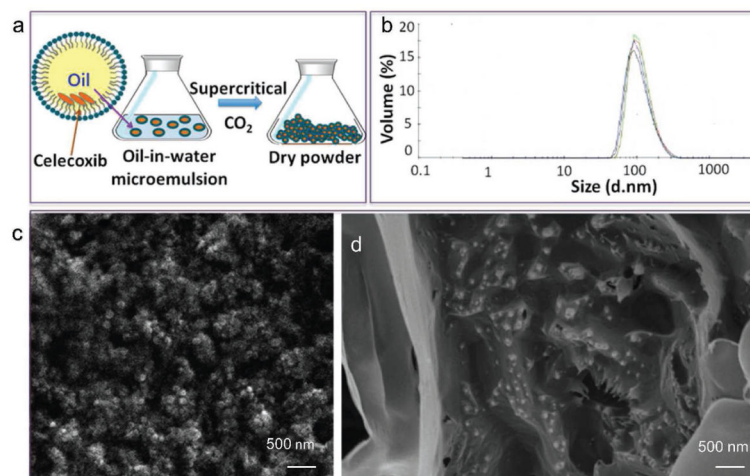 a
Oil
Celecoxib
Oil-in-water
microemulsion
Supercritical
CO₂
Dry powder
b
Volume (%)
20
15
10
5
0
0.1
1
10
100
1000
Size (d.nm)
c
500 nm
d
500 nm